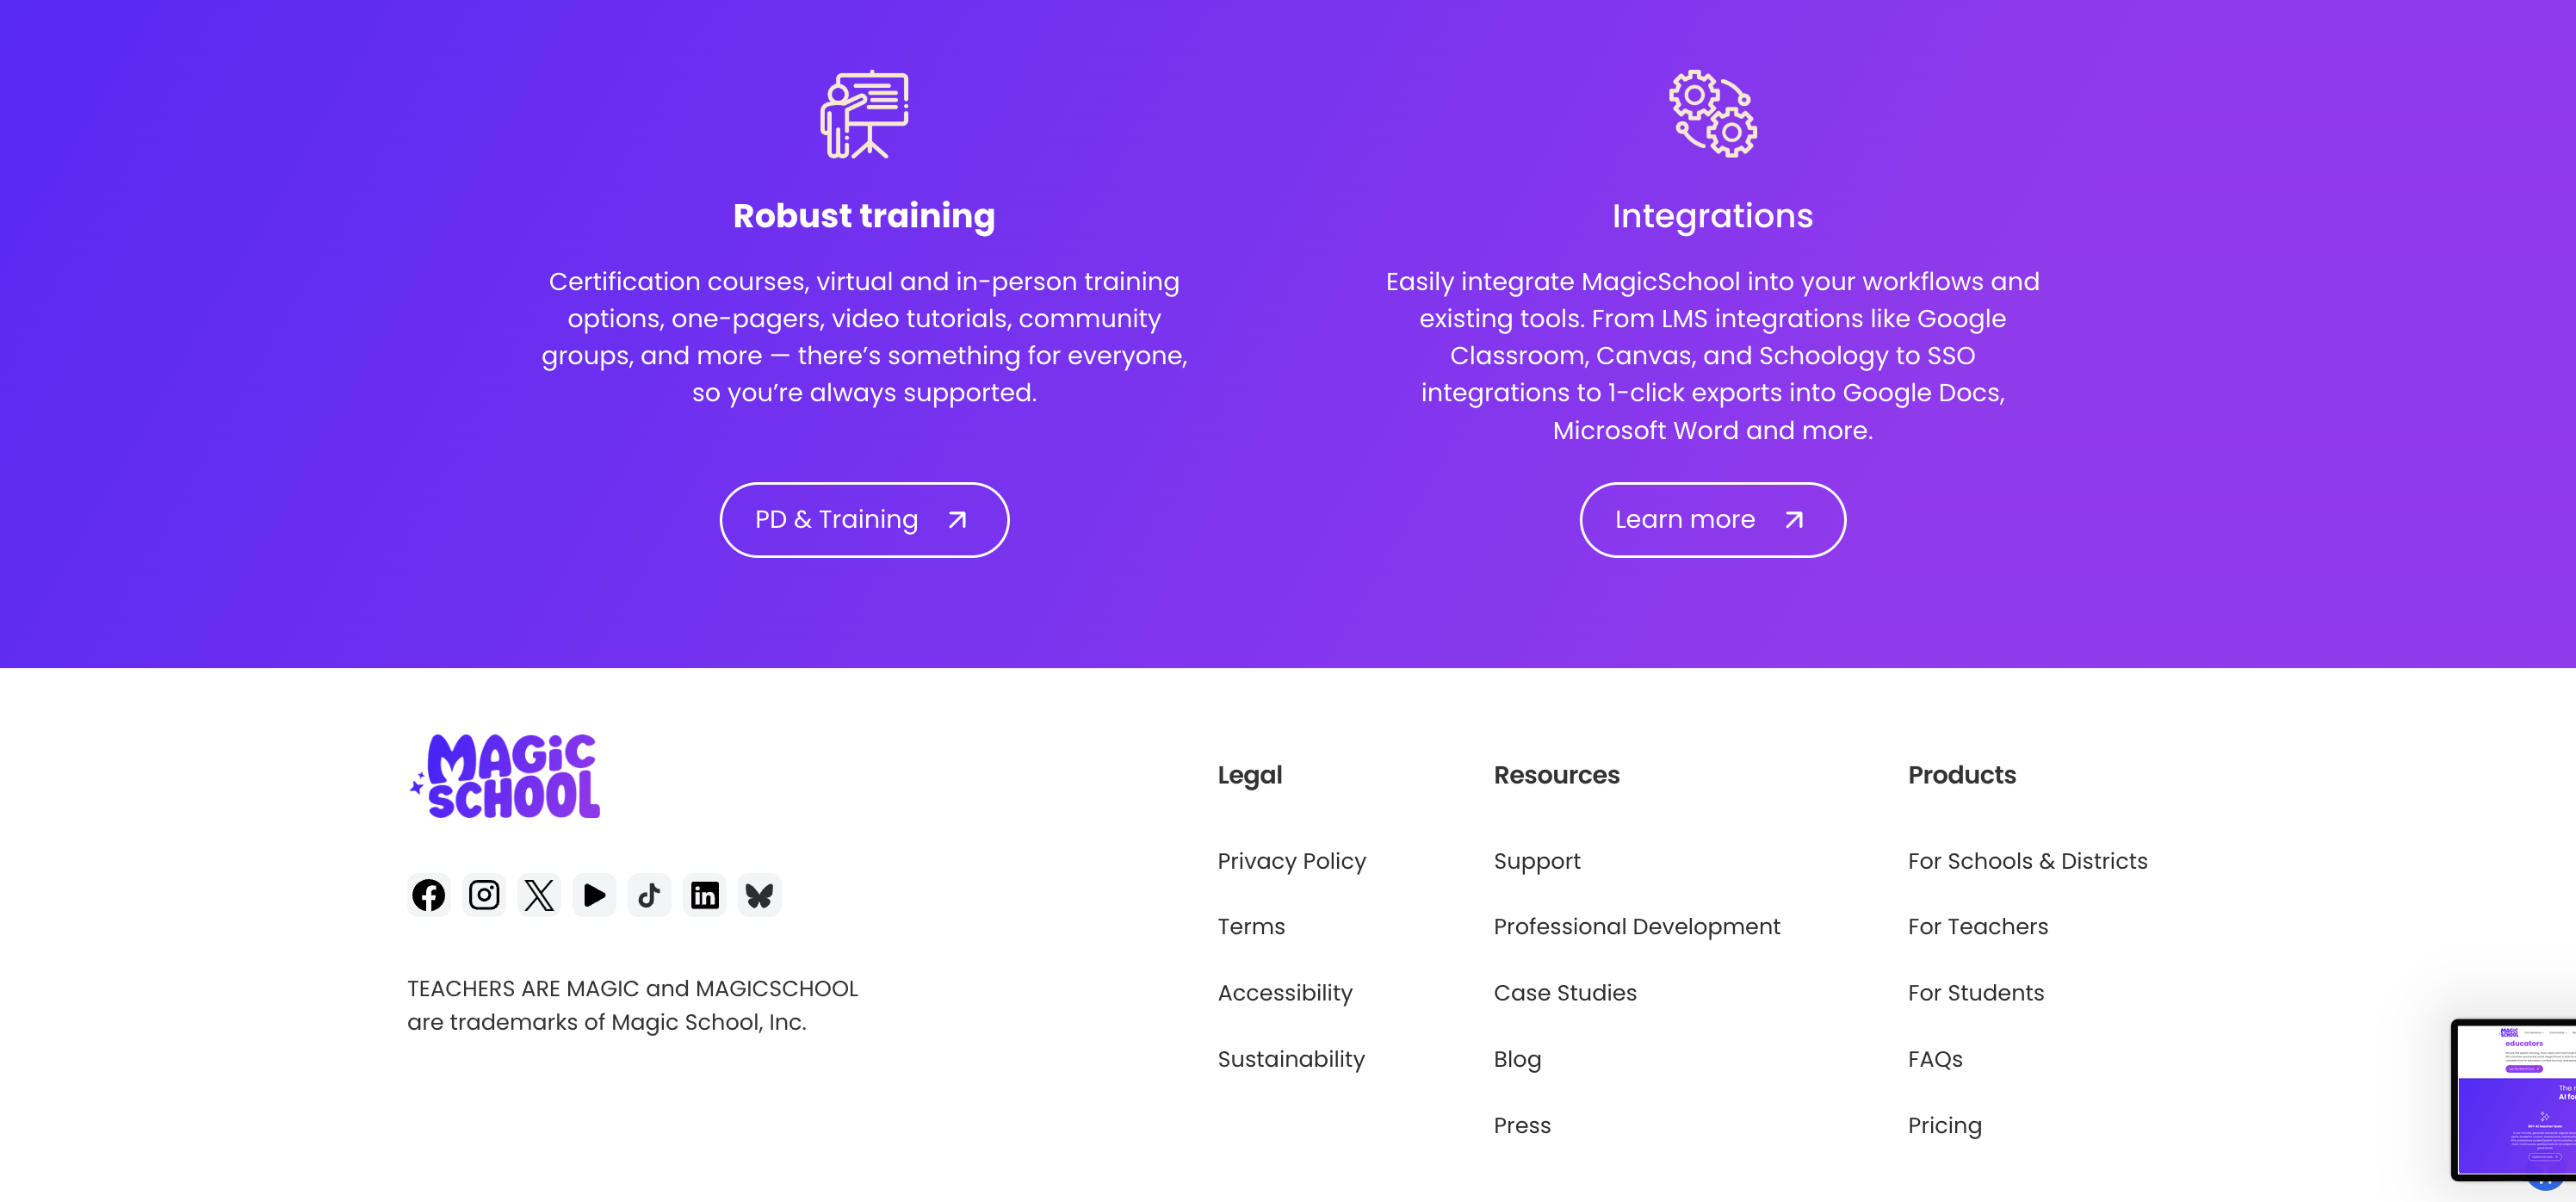 Robust training
Certification courses, virtual and in-person training
options, one-pagers, video tutorials, community
groups, and more — there’s something for everyone,
so you’re always supported.
PD & Training
Integrations
Easily integrate MagicSchool into your workflows and
existing tools. From LMS integrations like Google
Classroom, Canvas, and Schoology to SSO
integrations to 1-click exports into Google Docs,
Microsoft Word and more.
Learn more
MAGiC
SCHOOL
TEACHERS ARE MAGIC and MAGICSCHOOL
are trademarks of Magic School, Inc.
Legal
Privacy Policy
Terms
Accessibility
Sustainability
Resources
Support
Professional Development
Case Studies
Blog
Press
Products
For Schools & Districts
For Teachers
For Students
FAQs
Pricing
MAGiC
SCHOOL
educators